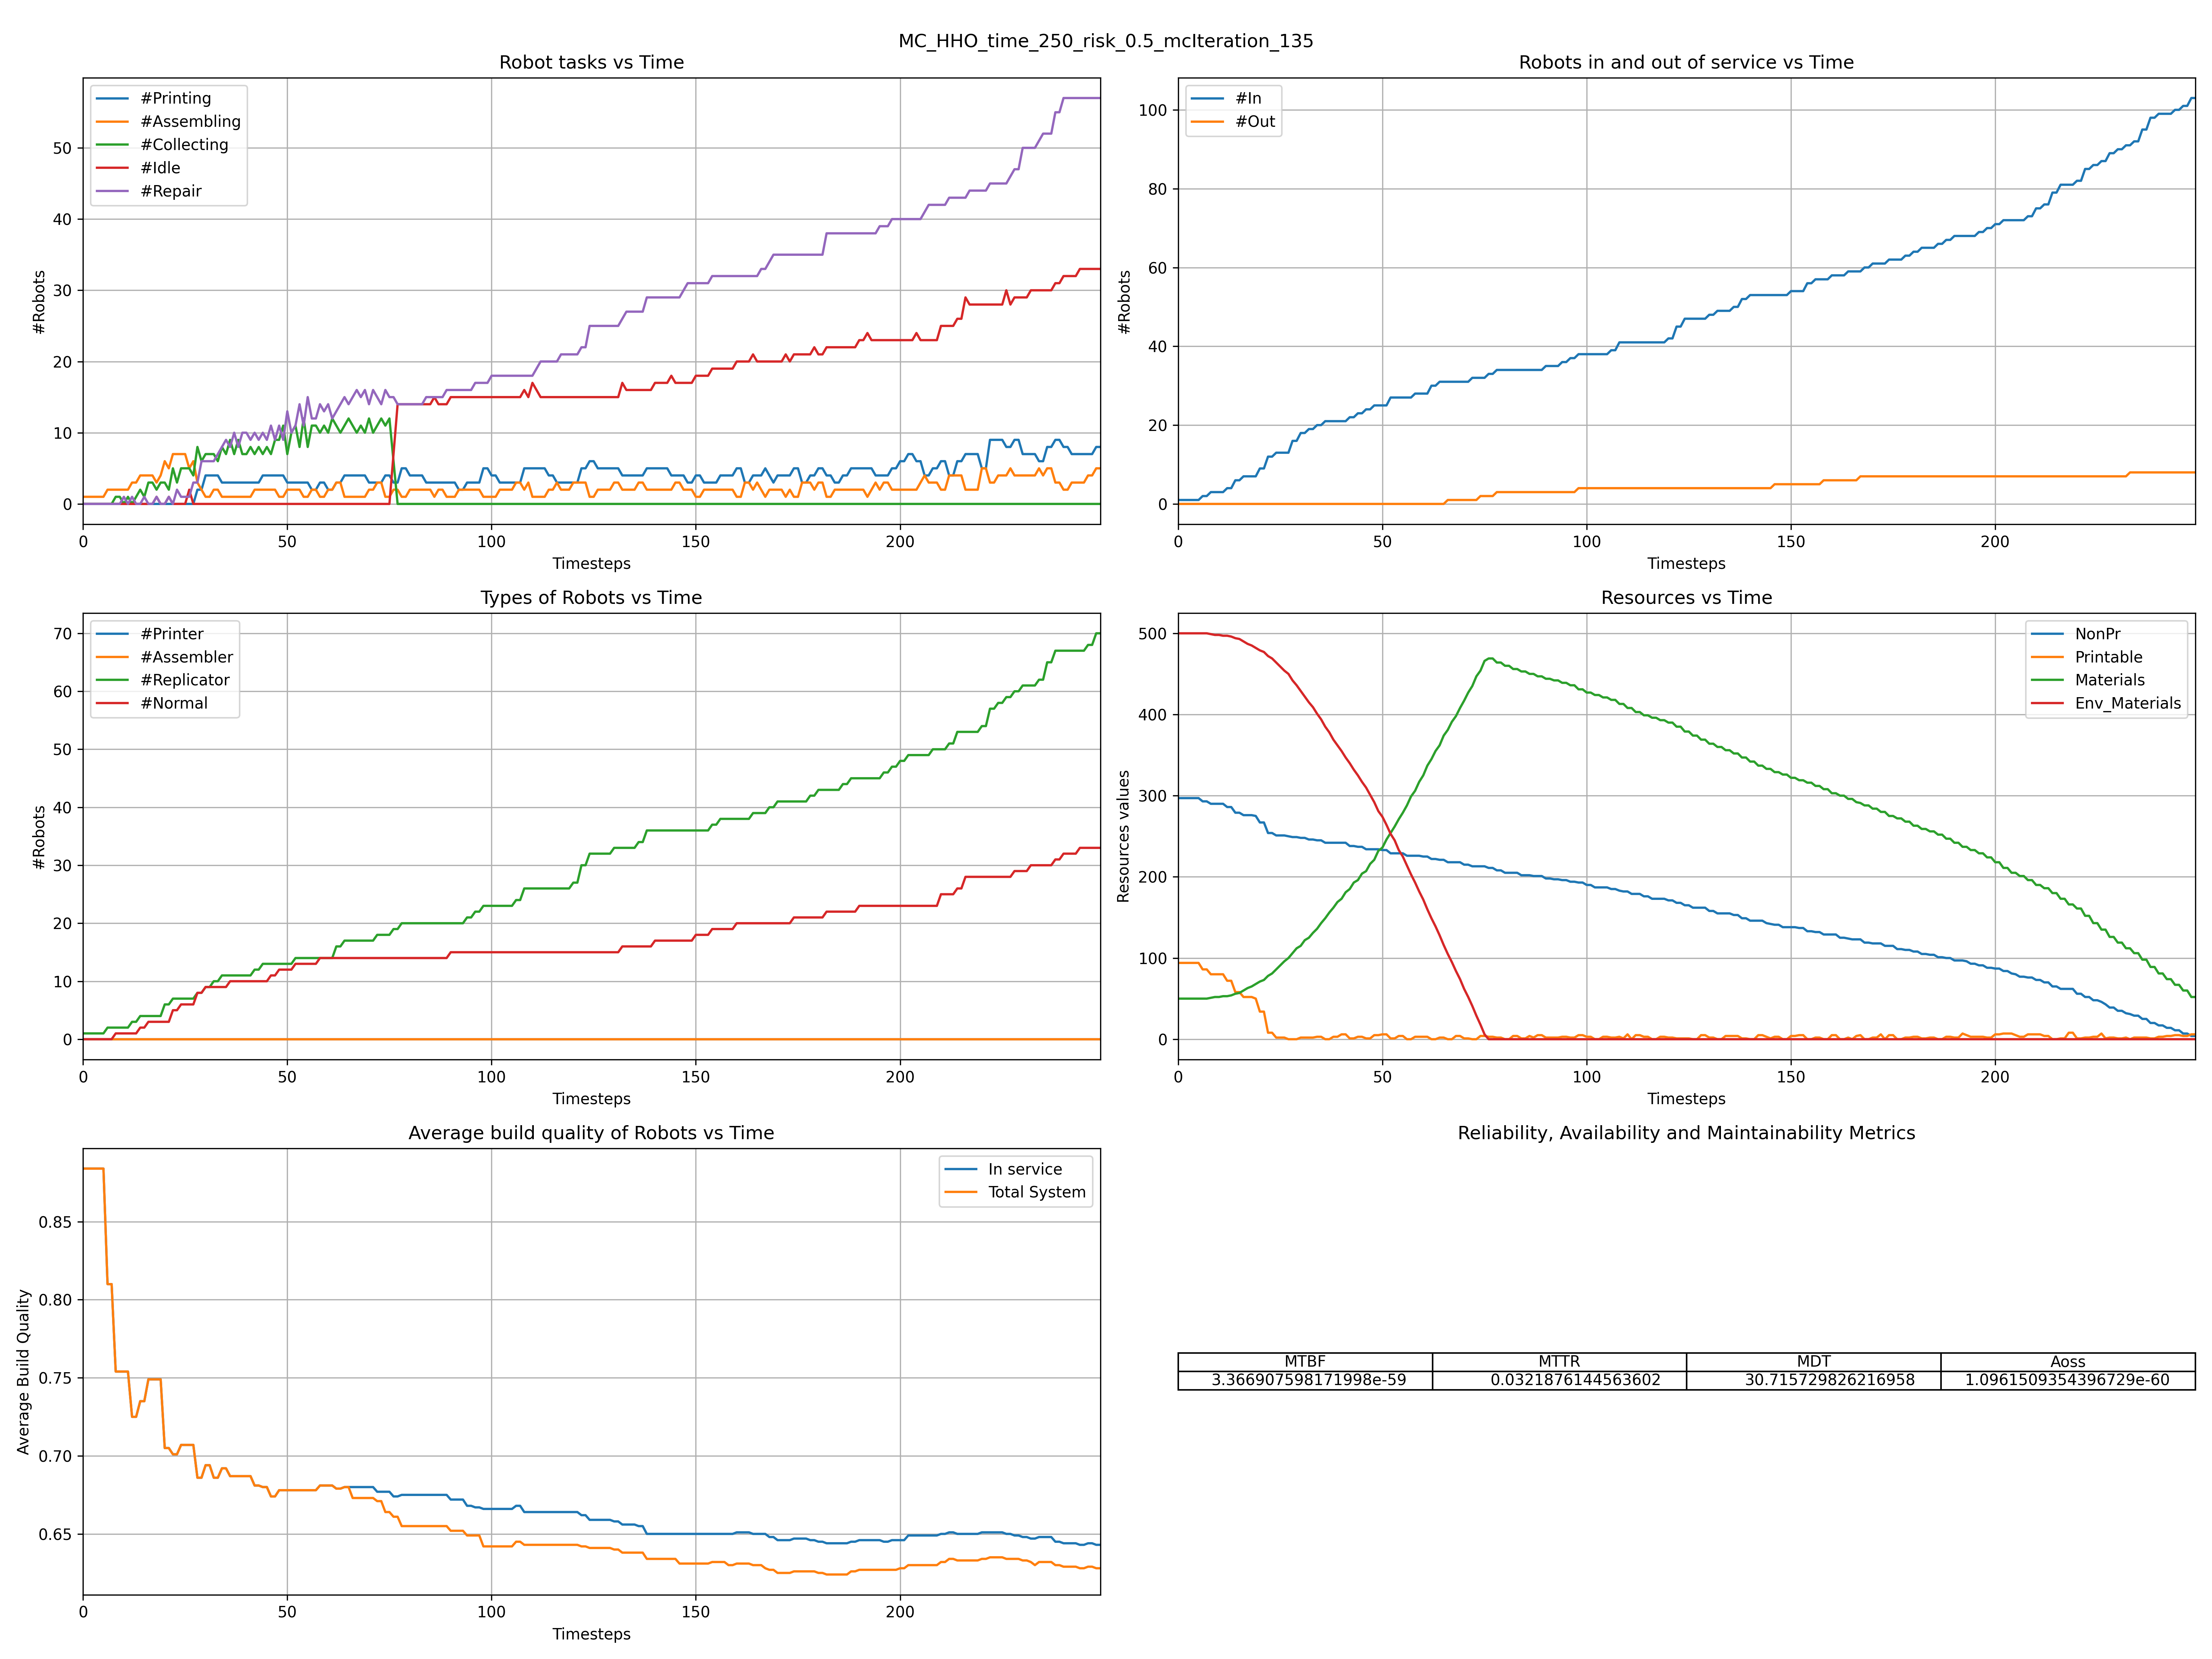 MC_HHO_time_250_risk_0.5_mcIteration_135
Robot tasks vs Time
#Printing
#Assembling
#Collecting
#Idle
#Repair
50
40
30
20
10
0
#Robots
0 50 100 150 200
Timesteps
Robots in and out of service vs Time
#In
#Out
100
80
60
40
20
0
#Robots
0 50 100 150 200
Timesteps
Types of Robots vs Time
#Printer
#Assembler
#Replicator
#Normal
70
60
50
40
30
20
10
0
#Robots
0 50 100 150 200
Timesteps
Resources vs Time
NonPr
Printable
Materials
Env_Materials
500
400
300
200
100
0
Resources values
0 50 100 150 200
Timesteps
Average build quality of Robots vs Time
In service
Total System
0.85
0.80
0.75
0.70
0.65
Average Build Quality
0 50 100 150 200
Timesteps
Reliability, Availability and Maintainability Metrics
MTBF MTTR MDT Aoss
3.366907598171998e-59 0.0321876144563602 30.715729826216958 1.0961509354396729e-60